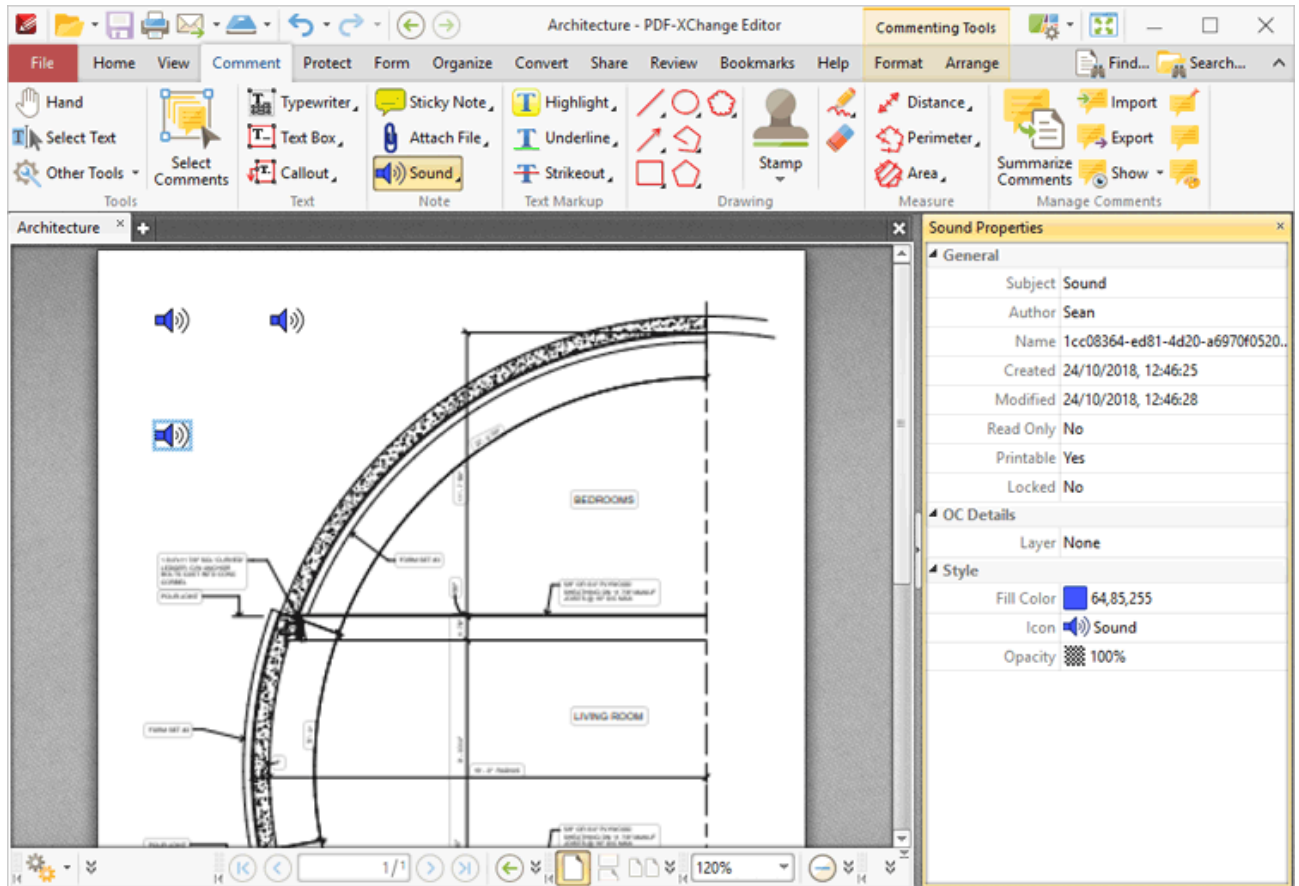 Architecture - PDF-XChange Editor
Commenting Tools
File Home View Comment Protect Form Organize Convert Share Review Bookmarks Help Format Arrange Find... Search...
Hand
Select Text
Other Tools
Select
Comments
Tools
Typewriter
Text Box
Callout
Text
Sticky Note
Attach File
Sound
Note
Highlight
Underline
Strikeout
Text Markup
Stamp
Drawing
Distance
Perimeter
Area
Measure
Summarize
Comments
Import
Export
Show
Manage Comments
Architecture
BEDROOMS
LIVING ROOM
Sound Properties
General
Subject Sound
Author Sean
Name 1cc08364-ed81-4d20-a6970f0520..
Created 24/10/2018, 12:46:25
Modified 24/10/2018, 12:46:28
Read Only No
Printable Yes
Locked No
OC Details
Layer None
Style
Fill Color 64,85,255
Icon Sound
Opacity 100%
1/1
120%